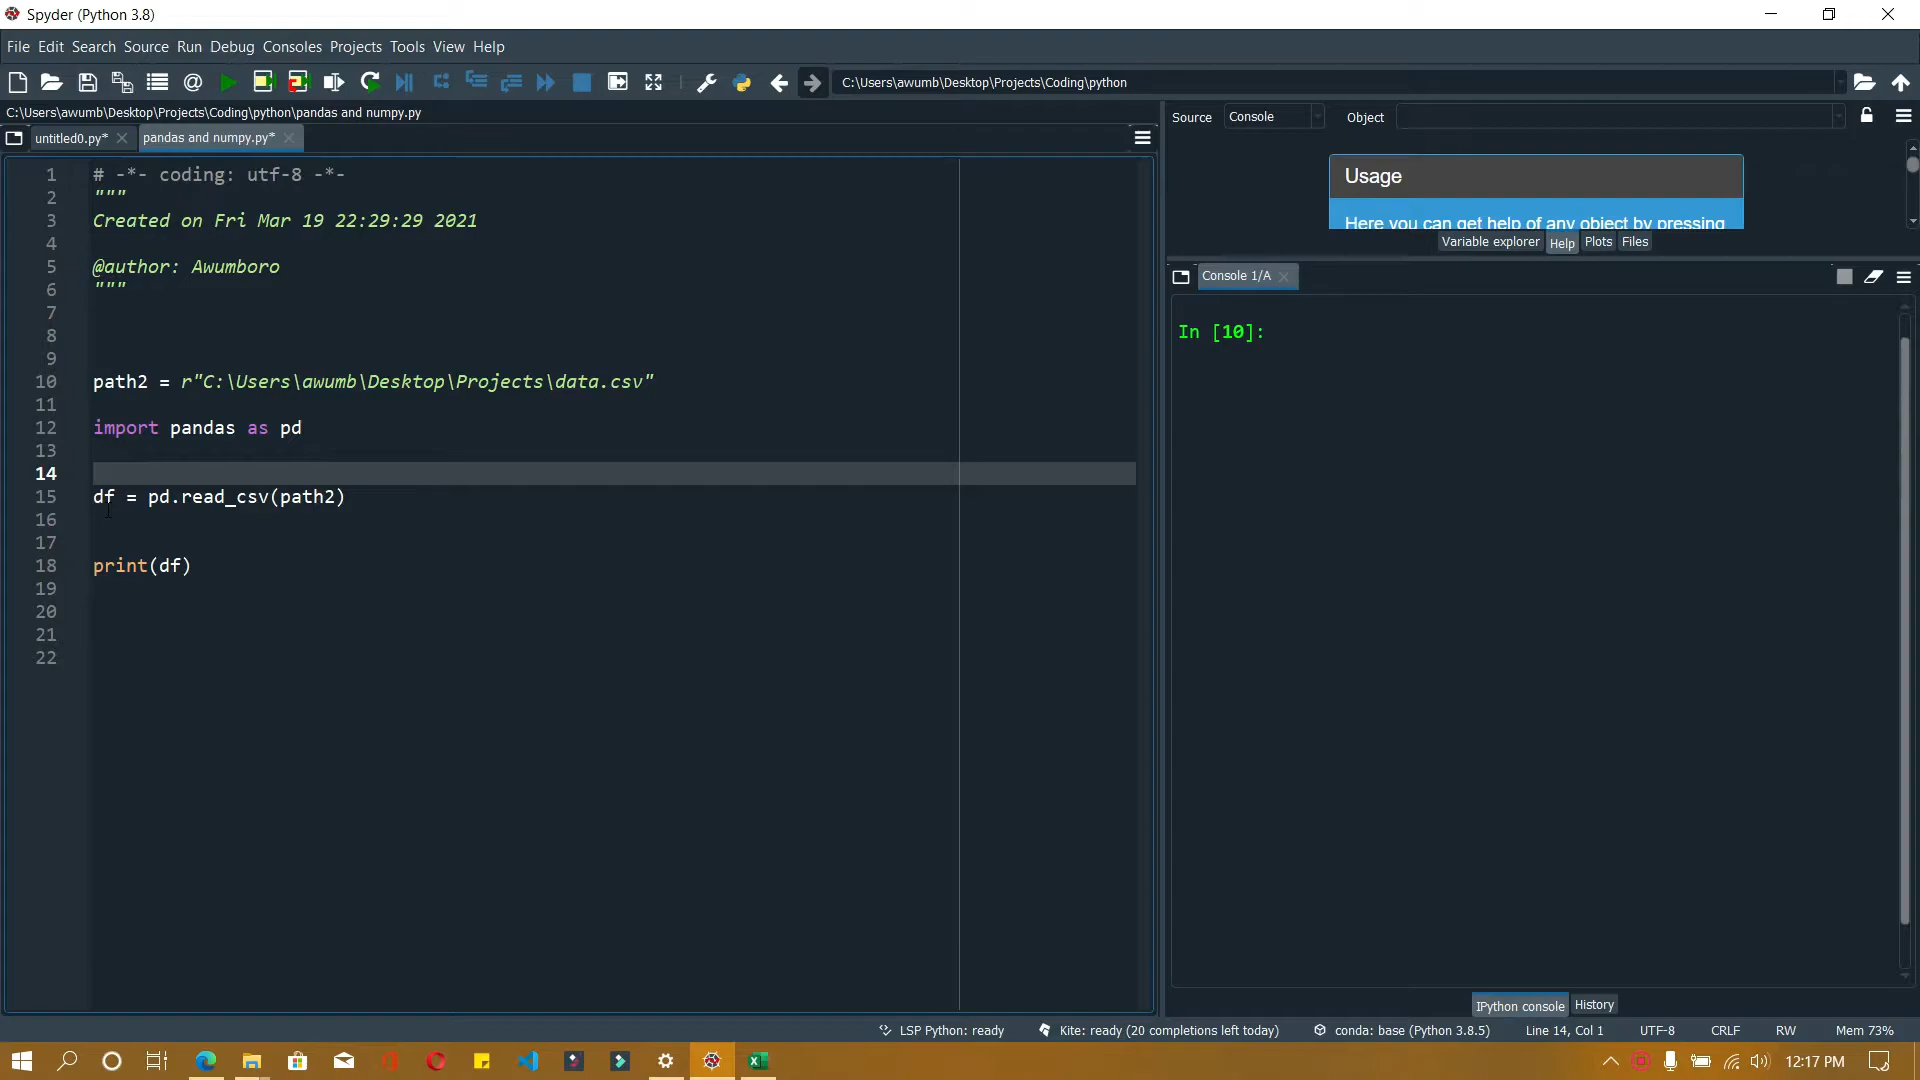 Spyder (Python 3.8)
File Edit Search Source Run Debug Consoles Projects Tools View Help
C:\Users\awumb\Desktop\Projects\Coding\python
C:\Users\awumb\Desktop\Projects\Coding\python\pandas and numpy.py
untitled0.py* pandas and numpy.py*
1 # -*- coding: utf-8 -*-
2 """
3 Created on Fri Mar 19 22:29:29 2021
4
5 @author: Awumboro
6 """
7
8
9
10 path2 = r"C:\Users\awumb\Desktop\Projects\data.csv"
11
12 import pandas as pd
13
14
15 df = pd.read_csv(path2)
16
17
18 print(df)
19
20
21
22
Source Console Object
Usage
Here you can get help of any object by pressing
Variable explorer Help Plots Files
Console 1/A
In [10]:
IPython console History
LSP Python: ready Kite: ready (20 completions left today) conda: base (Python 3.8.5) Line 14, Col 1 UTF-8 CRLF RW Mem 73%
12:17 PM